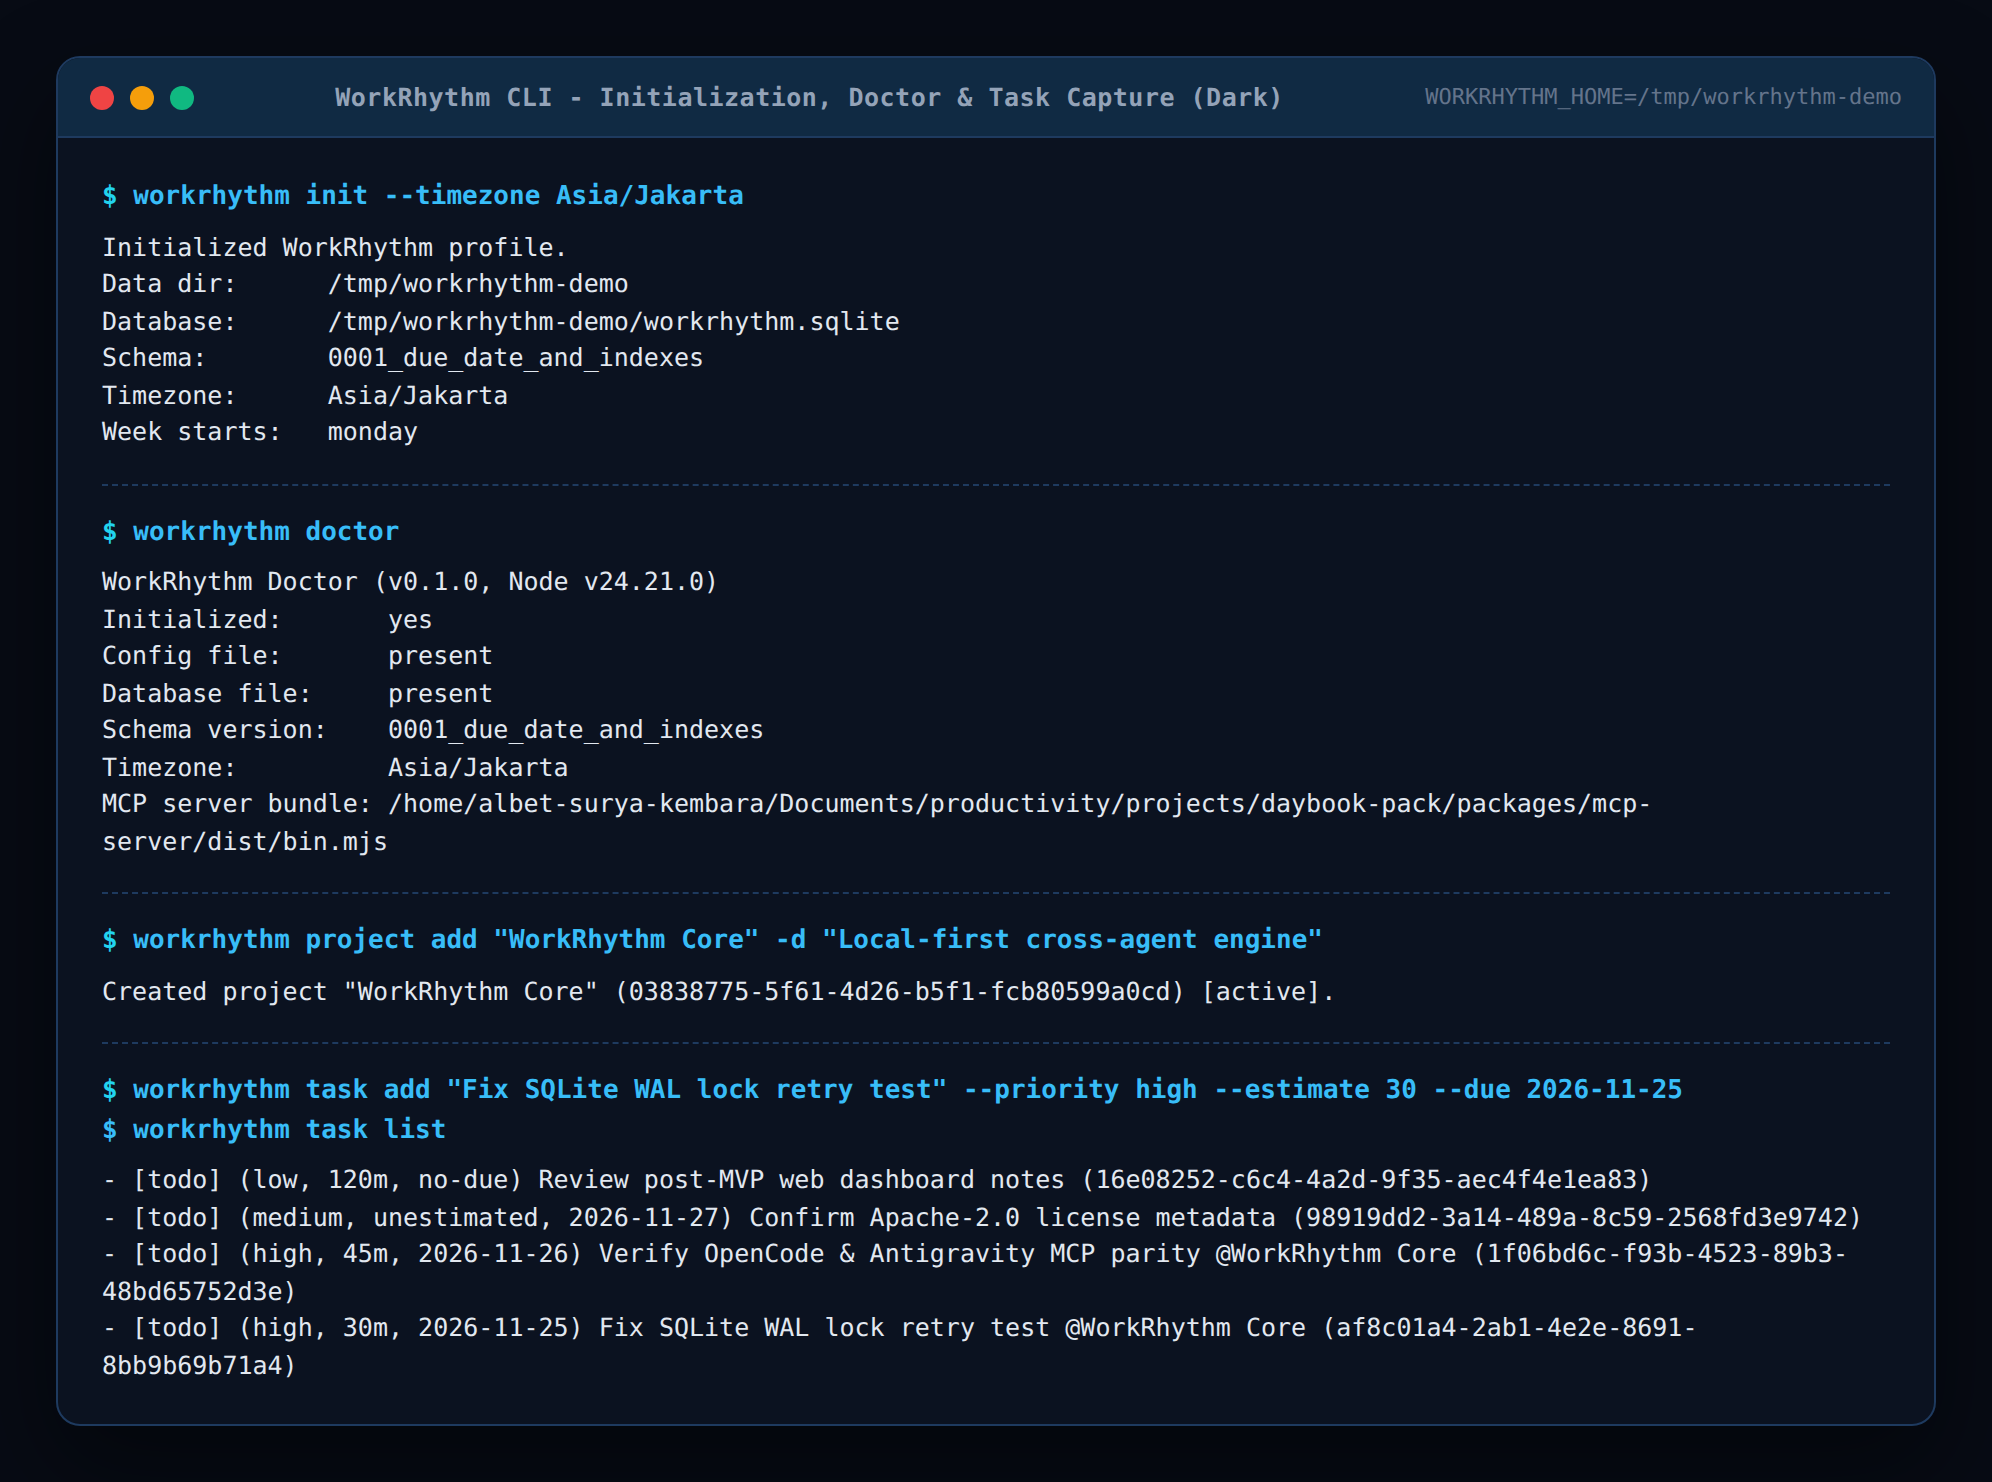 WorkRhythm CLI - Initialization, Doctor & Task Capture (Dark)
WORKRHYTHM_HOME=/tmp/workrhythm-demo
$ workrhythm init --timezone Asia/Jakarta
Initialized WorkRhythm profile.
Data dir:      /tmp/workrhythm-demo
Database:      /tmp/workrhythm-demo/workrhythm.sqlite
Schema:        0001_due_date_and_indexes
Timezone:      Asia/Jakarta
Week starts:   monday
$ workrhythm doctor
WorkRhythm Doctor (v0.1.0, Node v24.21.0)
Initialized:       yes
Config file:       present
Database file:     present
Schema version:    0001_due_date_and_indexes
Timezone:          Asia/Jakarta
MCP server bundle: /home/albet-surya-kembara/Documents/productivity/projects/daybook-pack/packages/mcp-
server/dist/bin.mjs
$ workrhythm project add "WorkRhythm Core" -d "Local-first cross-agent engine"
Created project "WorkRhythm Core" (03838775-5f61-4d26-b5f1-fcb80599a0cd) [active].
$ workrhythm task add "Fix SQLite WAL lock retry test" --priority high --estimate 30 --due 2026-11-25
$ workrhythm task list
- [todo] (low, 120m, no-due) Review post-MVP web dashboard notes (16e08252-c6c4-4a2d-9f35-aec4f4e1ea83)
- [todo] (medium, unestimated, 2026-11-27) Confirm Apache-2.0 license metadata (98919dd2-3a14-489a-8c59-2568fd3e9742)
- [todo] (high, 45m, 2026-11-26) Verify OpenCode & Antigravity MCP parity @WorkRhythm Core (1f06bd6c-f93b-4523-89b3-
48bd65752d3e)
- [todo] (high, 30m, 2026-11-25) Fix SQLite WAL lock retry test @WorkRhythm Core (af8c01a4-2ab1-4e2e-8691-
8bb9b69b71a4)